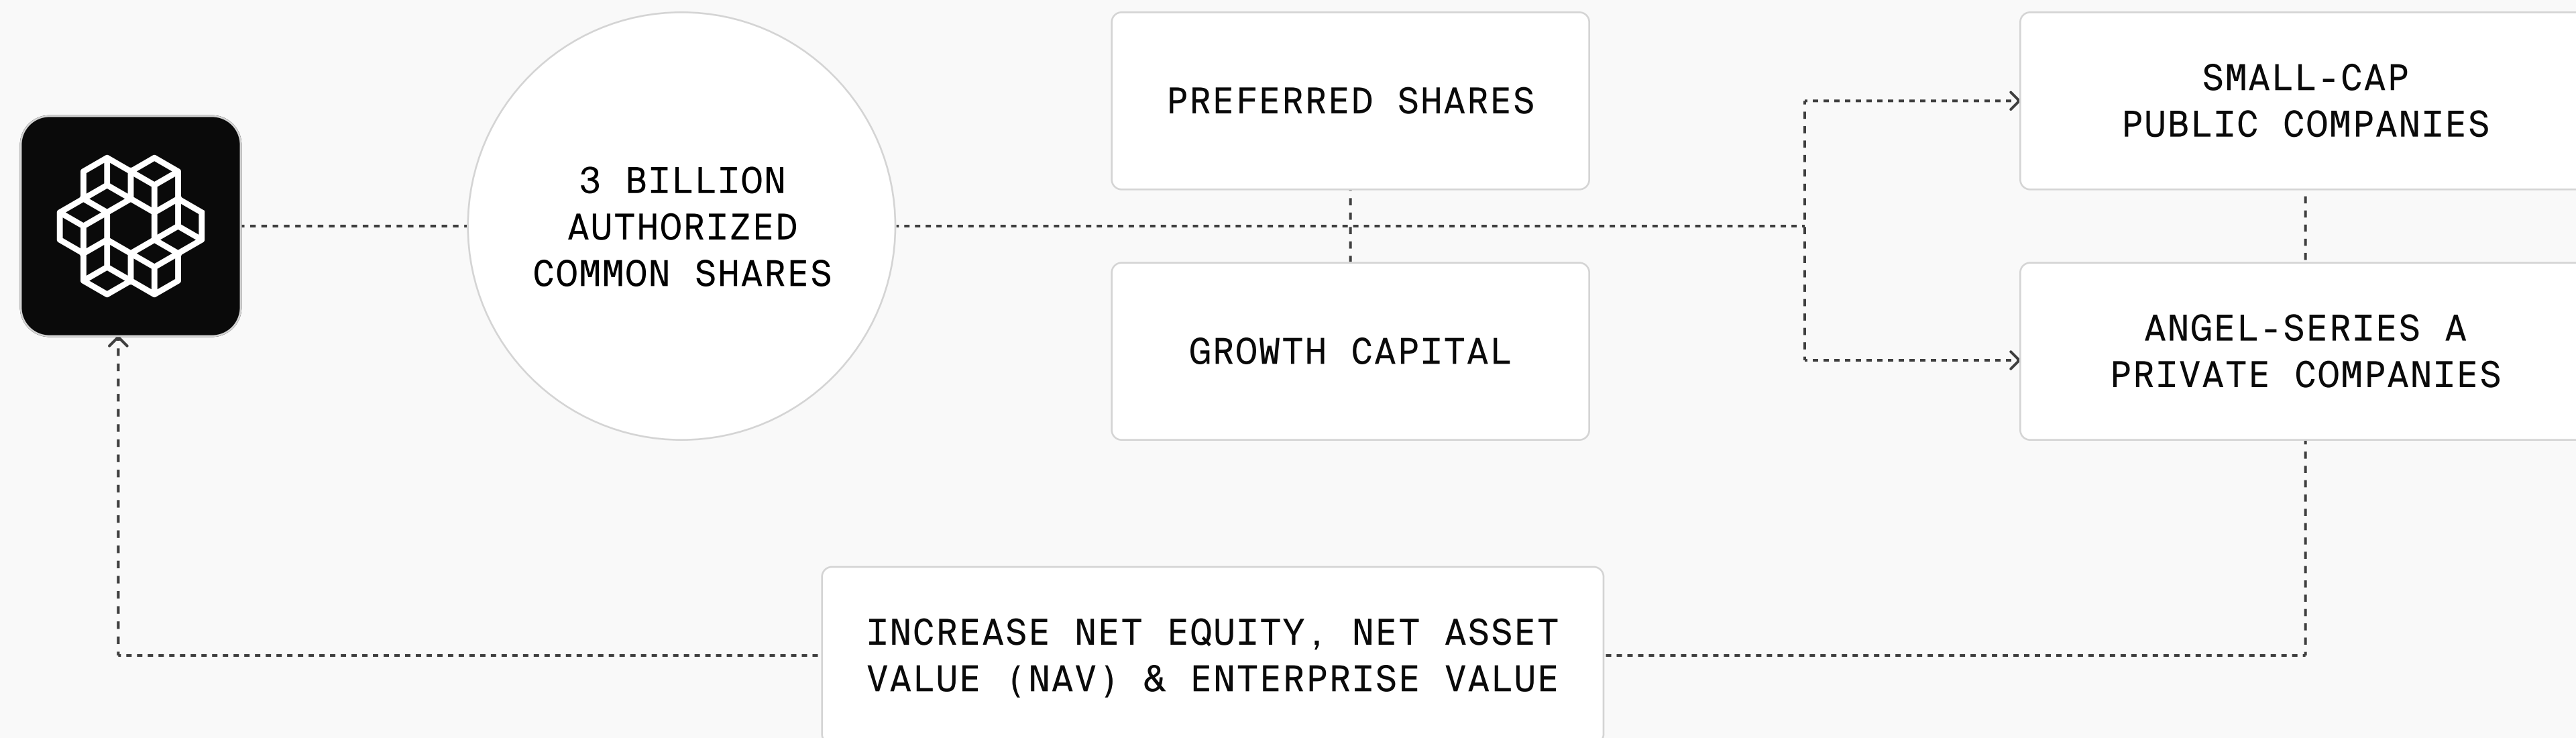 3 BILLION
AUTHORIZED
COMMON SHARES
PREFERRED SHARES
GROWTH CAPITAL
SMALL-CAP
PUBLIC COMPANIES
ANGEL-SERIES A
PRIVATE COMPANIES
INCREASE NET EQUITY, NET ASSET
VALUE (NAV) & ENTERPRISE VALUE